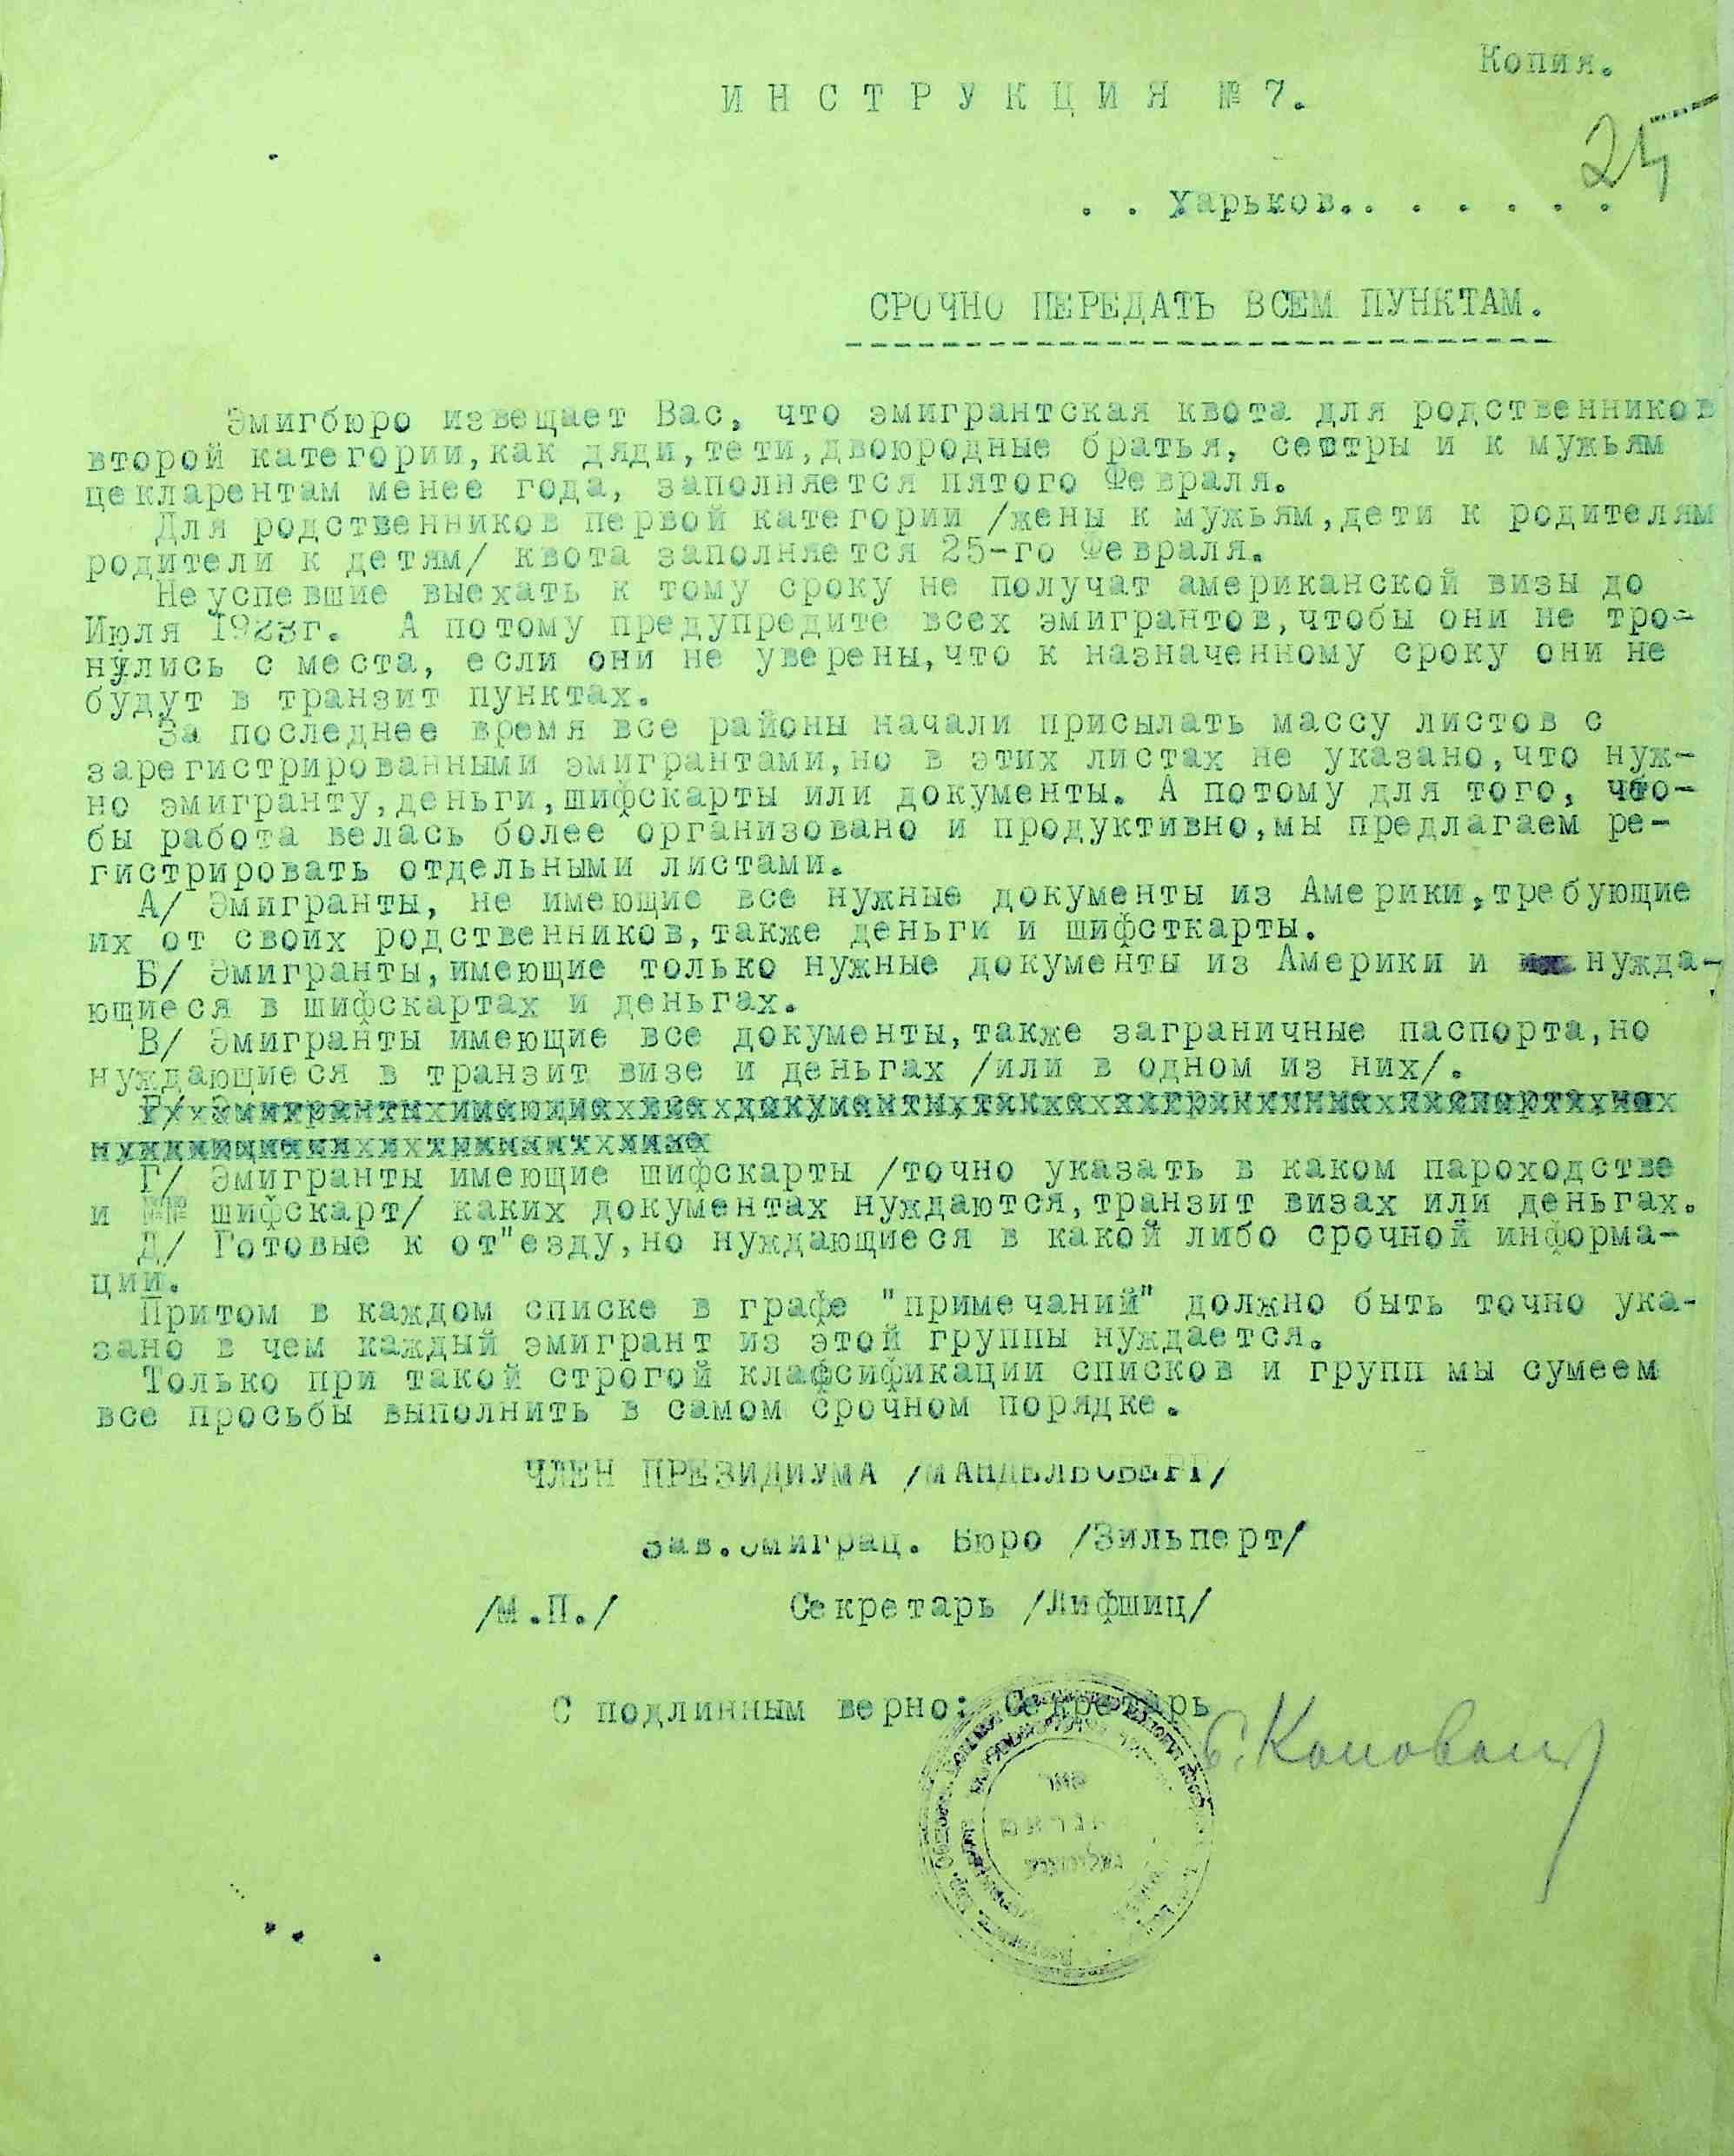 Копия.
ИНСТРУКЦИЯ № 7.
25
. . Харьков. . . . . . .
СРОЧНО ПЕРЕДАТЬ ВСЕМ ПУНКТАМ.
Эмигбюро извещает Вас, что эмигрантская квота для родственников
второй категории,как дяди,тети,двоюродные братья, сестры и к мужьям
декларентам менее года, заполняется пятого Февраля.
Для родственников первой категории /жены к мужьям,дети к родителям
родители к детям/ квота заполняется 25-го Февраля.
Неуспевшие выехать к тому сроку не получат американской визы до
Июля 1923г. А потому предупредите всех эмигрантов,чтобы они не тро-
нулись с места, если они не уверены,что к назначенному сроку они не
будут в транзит пунктах.
За последнее время все районы начали присылать массу листов с
зарегистрированными эмигрантами,но в этих листах не указано,что нуж-
но эмигранту,деньги,шифскарты или документы. А потому для того, что-
бы работа велась более организовано и продуктивно,мы предлагаем ре-
гистрировать отдельными листами.
А/ Эмигранты, не имеющие все нужные документы из Америки,требующие
их от своих родственников,также деньги и шифсткарты.
Б/ Эмигранты,имеющие только нужные документы из Америки и нужда-
ющиеся в шифскартах и деньгах.
В/ Эмигранты имеющие все документы,также заграничные паспорта,но
нуждающиеся в транзит визе и деньгах /или в одном из них/.
Г/ Эмигранты имеющие шифскарты /точно указать в каком пароходстве
и №№ шифскарт/ каких документах нуждаются,транзит визах или деньгах.
Д/ Готовые к от"езду,но нуждающиеся в какой либо срочной информа-
ции.
Притом в каждом списке в графе "примечаний" должно быть точно ука-
зано в чем каждый эмигрант из этой группы нуждается.
Только при такой строгой клафсификации списков и групп мы сумеем
все просьбы выполнить в самом срочном порядке.
ЧЛЕН ПРЕЗИДИУМА /МАНДЕЛЬСБЕРГ/
Зав.Эмиграц. Бюро /Зильперт/
/М.П./ Секретарь /Лифшиц/
С подлинным верно: Секретарь